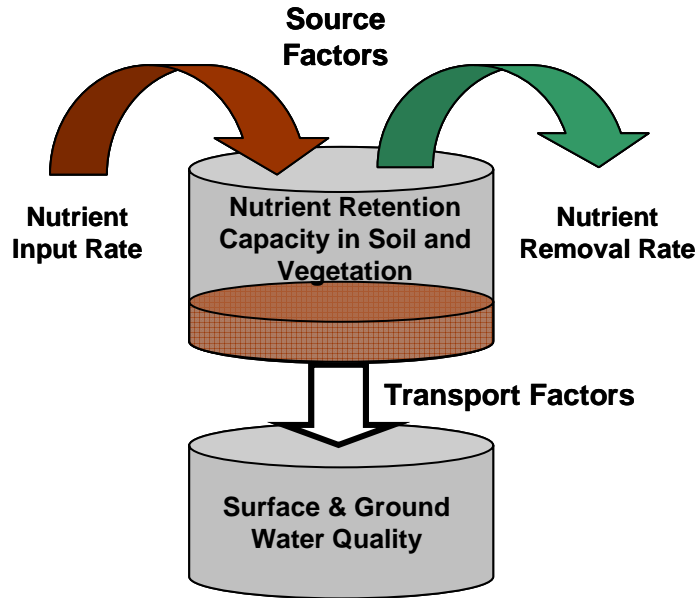 Source
Factors
Nutrient
Input Rate
Nutrient Retention
Capacity in Soil and
Vegetation
Nutrient
Removal Rate
Transport Factors
Surface & Ground
Water Quality